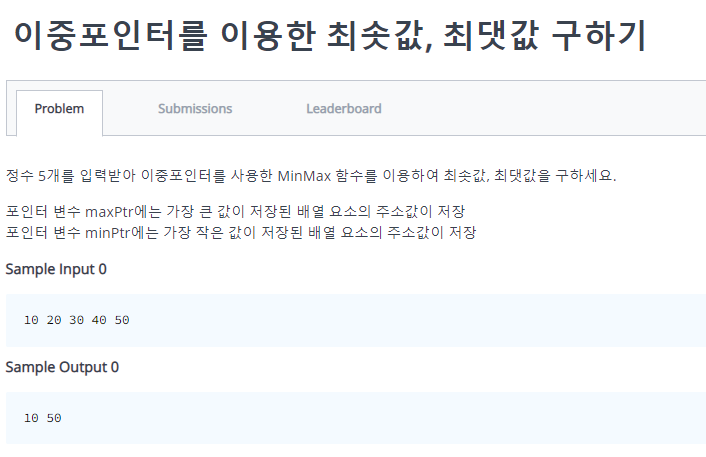 이중포인터를 이용한 최솟값, 최댓값 구하기
Problem Submissions Leaderboard
정수 5개를 입력받아 이중포인터를 사용한 MinMax 함수를 이용하여 최솟값, 최댓값을 구하세요.
포인터 변수 maxPtr에는 가장 큰 값이 저장된 배열 요소의 주소값이 저장
포인터 변수 minPtr에는 가장 작은 값이 저장된 배열 요소의 주소값이 저장
Sample Input 0
10 20 30 40 50
Sample Output 0
10 50